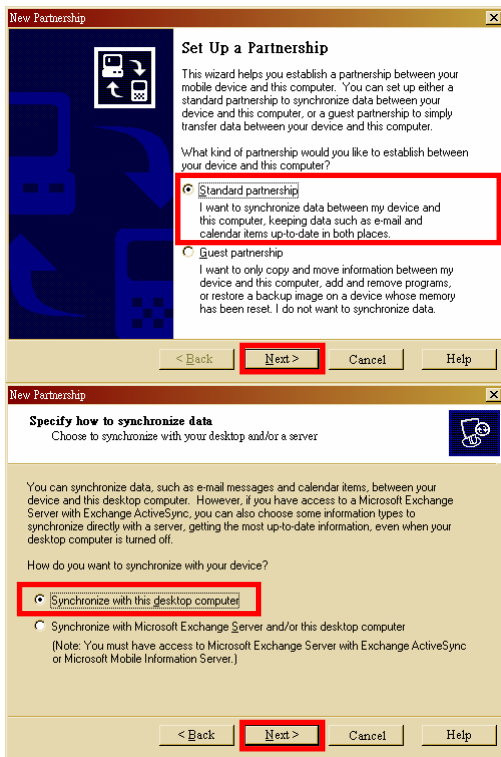 New Partnership
Set Up a Partnership
This wizard helps you establish a partnership between your
mobile device and this computer. You can set up either a
standard partnership to synchronize data between your
device and this computer, or a guest partnership to simply
transfer data between your device and this computer.
What kind of partnership would you like to establish between
your device and this computer?
Standard partnership
I want to synchronize data between my device and
this computer, keeping data such as e-mail and
calendar items up-to-date in both places.
Guest partnership
I want to only copy and move information between my
device and this computer, add and remove programs,
or restore a backup image on a device whose memory
has been reset. I do not want to synchronize data.
< Back
Next >
Cancel
Help
New Partnership
Specify how to synchronize data
Choose to synchronize with your desktop and/or a server
You can synchronize data, such as e-mail messages and calendar items, between your
device and this desktop computer. However, if you have access to a Microsoft Exchange
Server with Exchange ActiveSync, you can also choose some information types to
synchronize directly with a server, getting the most up-to-date information, even when your
desktop computer is turned off.
How do you want to synchronize with your device?
Synchronize with this desktop computer
Synchronize with Microsoft Exchange Server and/or this desktop computer
(Note: You must have access to Microsoft Exchange Server with Exchange ActiveSync
or Microsoft Mobile Information Server.)
< Back
Next >
Cancel
Help